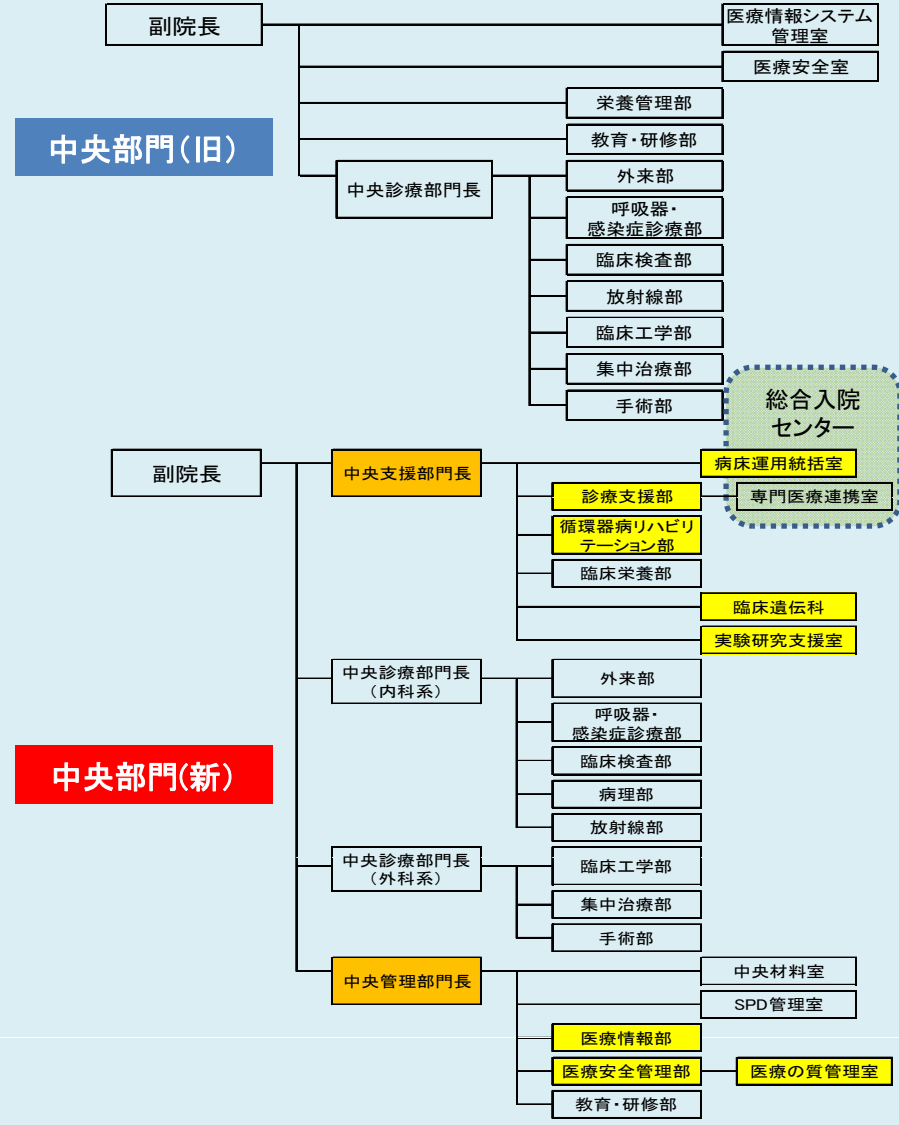 副院長
医療情報システム
管理室
医療安全室
栄養管理部
中央部門(旧)
教育・研修部
中央診療部門長
外来部
呼吸器・
感染症診療部
臨床検査部
放射線部
臨床工学部
集中治療部
手術部
総合入院
センター
副院長
中央支援部門長
病床運用統括室
診療支援部
専門医療連携室
循環器病リハビリ
テーション部
臨床栄養部
臨床遺伝科
実験研究支援室
中央診療部門長
(内科系)
外来部
呼吸器・
感染症診療部
臨床検査部
病理部
放射線部
中央部門(新)
中央診療部門長
(外科系)
臨床工学部
集中治療部
手術部
中央管理部門長
中央材料室
SPD管理室
医療情報部
医療安全管理部
医療の質管理室
教育・研修部